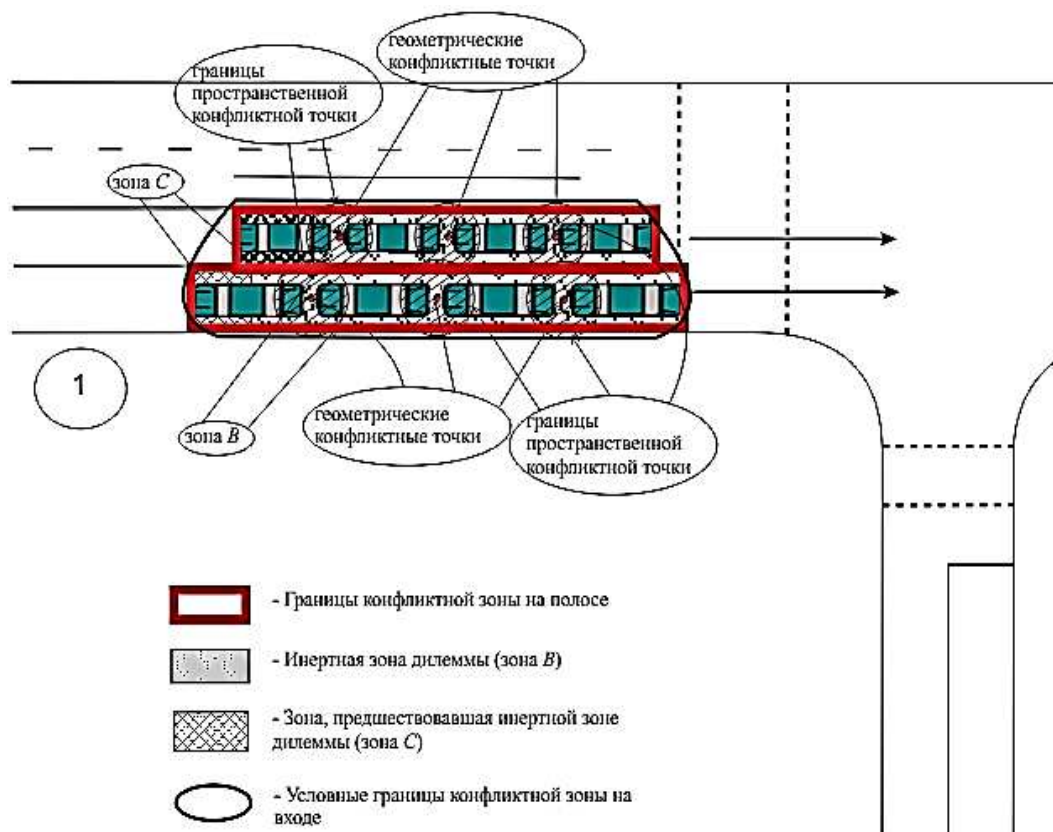 геометрические
конфликтные точки
границы
пространственной
конфликтной точки
зона C
1
зона B
геометрические
конфликтные точки
границы
пространственной
конфликтной точки
- Границы конфликтной зоны на полосе
- Инертная зона дилеммы (зона B)
- Зона, предшествовавшая инертной зоне
дилеммы (зона C)
- Условные границы конфликтной зоны на
входе